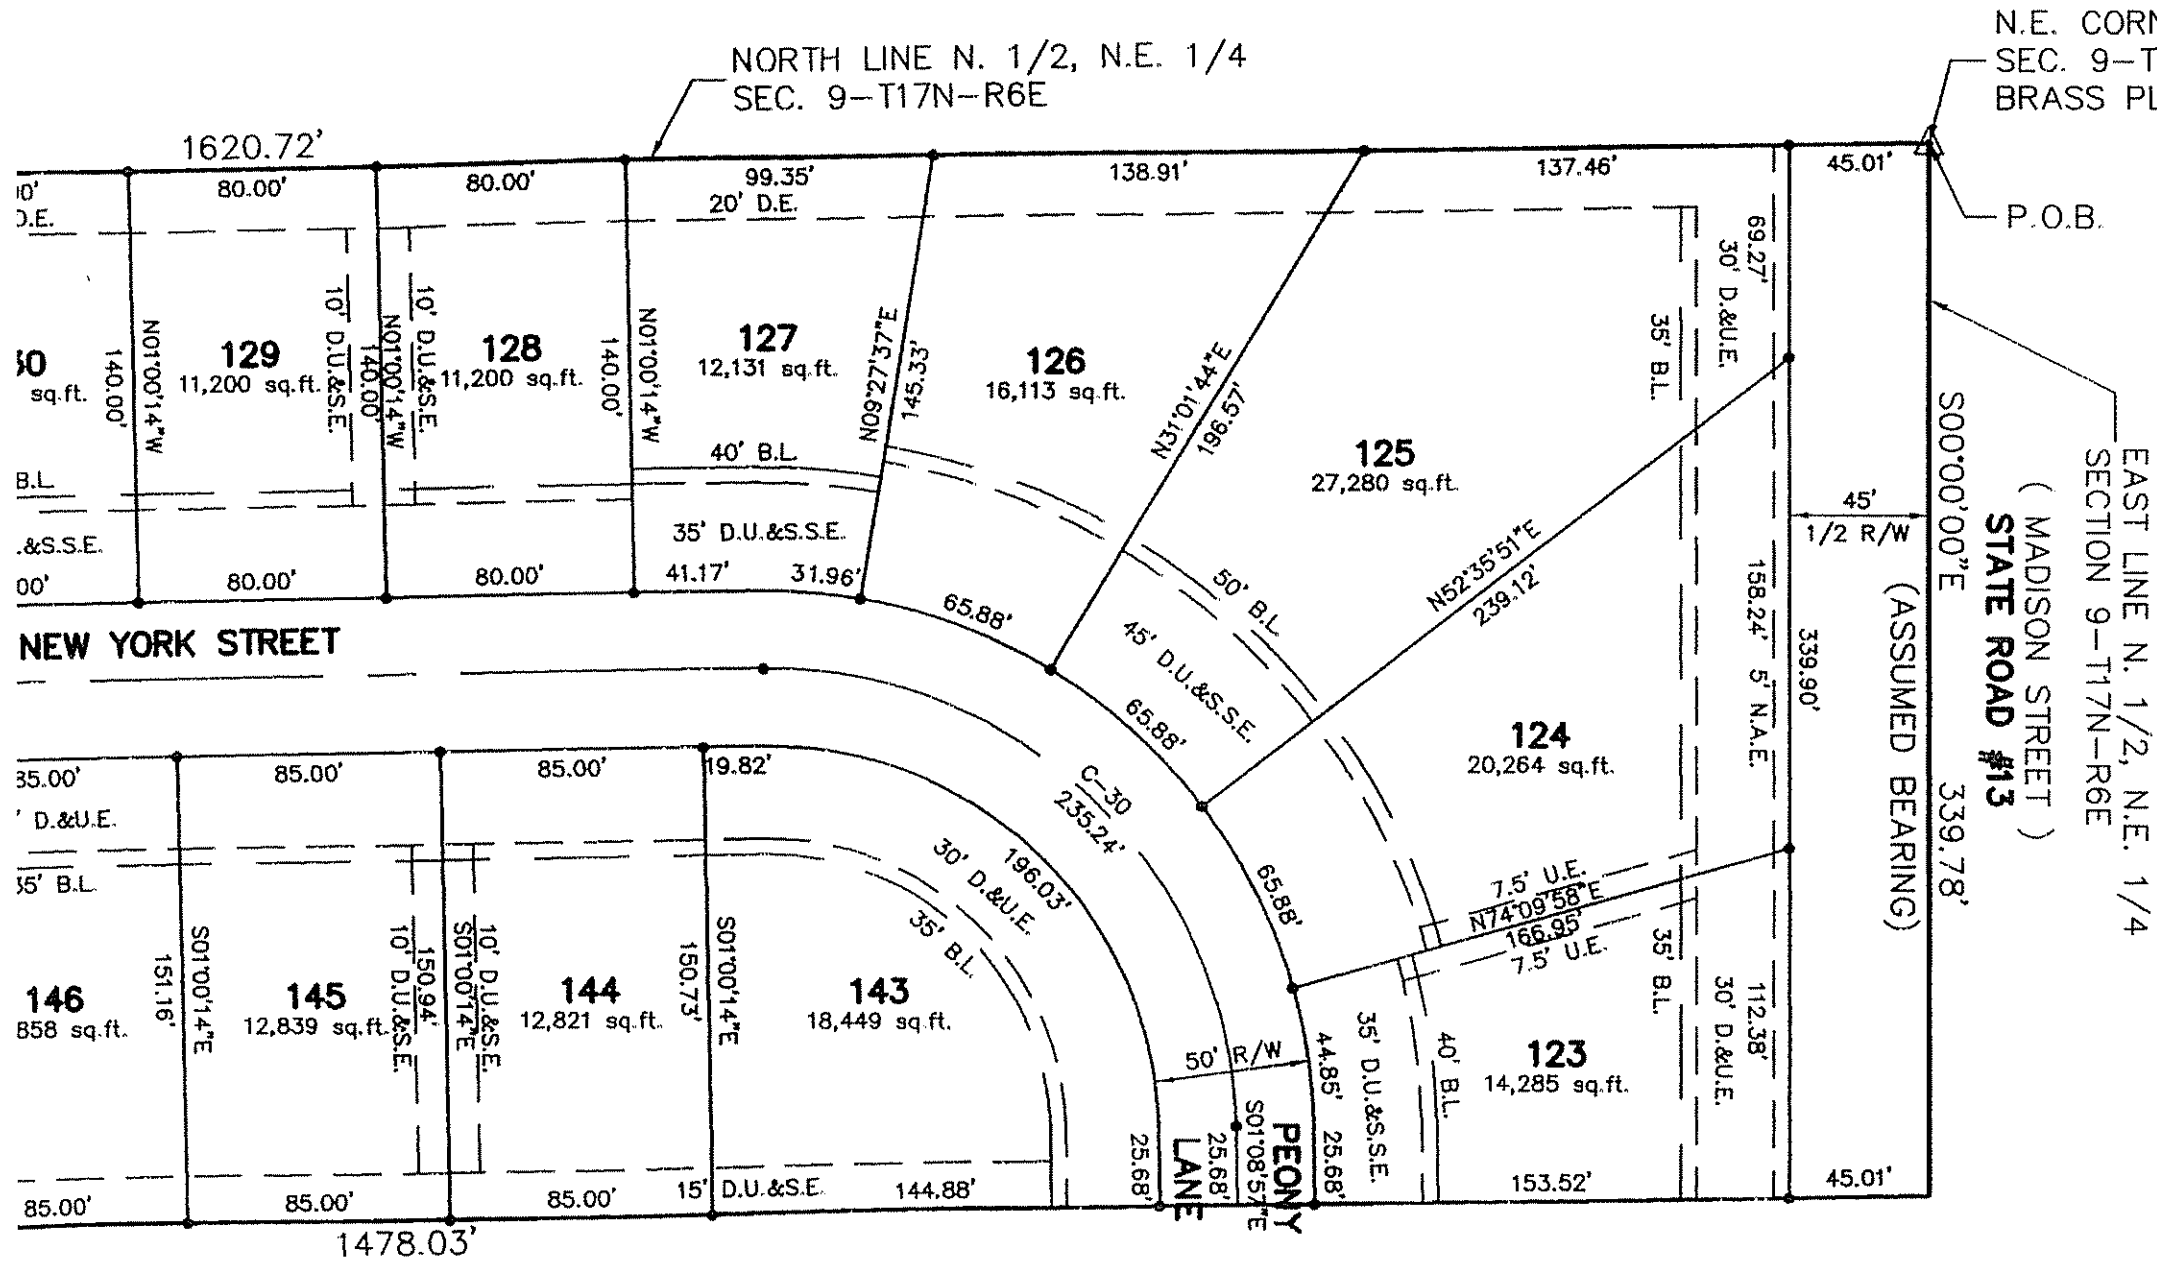 N.E. CORN
SEC. 9-T
BRASS PL
NORTH LINE N. 1/2, N.E. 1/4
SEC. 9-T17N-R6E
1620.72'
80.00'
80.00'
99.35'
138.91'
137.46'
45.01'
20' D.E.
D.E.
P.O.B.
69.27'
30' D.&U.E.
35' B.L.
sq.ft.
140.00'
N01°00'14"W
129
11,200 sq.ft.
10' D.U.&S.E.
140.00'
N01°00'14"W
10' D.U.&S.E.
128
11,200 sq.ft.
140.00'
N01°00'14"W
127
12,131 sq.ft.
N09°27'37"E
145.33'
126
16,113 sq.ft.
N31°01'44"E
196.57'
125
27,280 sq.ft.
N52°35'51"E
239.12'
40' B.L.
B.L.
35' D.U.&S.S.E.
.&S.S.E.
00'
80.00'
80.00'
41.17'
31.96'
65.88'
50' B.L.
45' D.U.&S.S.E.
45'
1/2 R/W
S00°00'00"E
339.78'
(ASSUMED BEARING)
STATE ROAD #13
( MADISON STREET )
EAST LINE N. 1/2, N.E. 1/4
SECTION 9-T17N-R6E
158.24'
5' N.A.E.
339.90'
NEW YORK STREET
65.88'
124
20,264 sq.ft.
85.00'
85.00'
19.82'
C-30
235.24'
' D.&U.E.
196.03'
30' D.&U.E.
35' B.L.
65.88'
7.5' U.E.
N74°09'58"E
166.95'
7.5' U.E.
35' B.L.
35' B.L.
146
858 sq.ft.
151.16'
S01°00'14"E
145
12,839 sq.ft.
10' D.U.&S.E.
150.94'
S01°00'14"E
10' D.U.&S.E.
144
12,821 sq.ft.
150.73'
S01°00'14"E
143
18,449 sq.ft.
50' R/W
44.85'
35' D.U.&S.S.E.
40' B.L.
123
14,285 sq.ft.
30' D.&U.E.
112.38'
25.68'
PEONY
LANE
25.68'
S01°08'57"E
25.68'
85.00'
85.00'
85.00'
15' D.U.&S.E.
144.88'
153.52'
45.01'
1478.03'